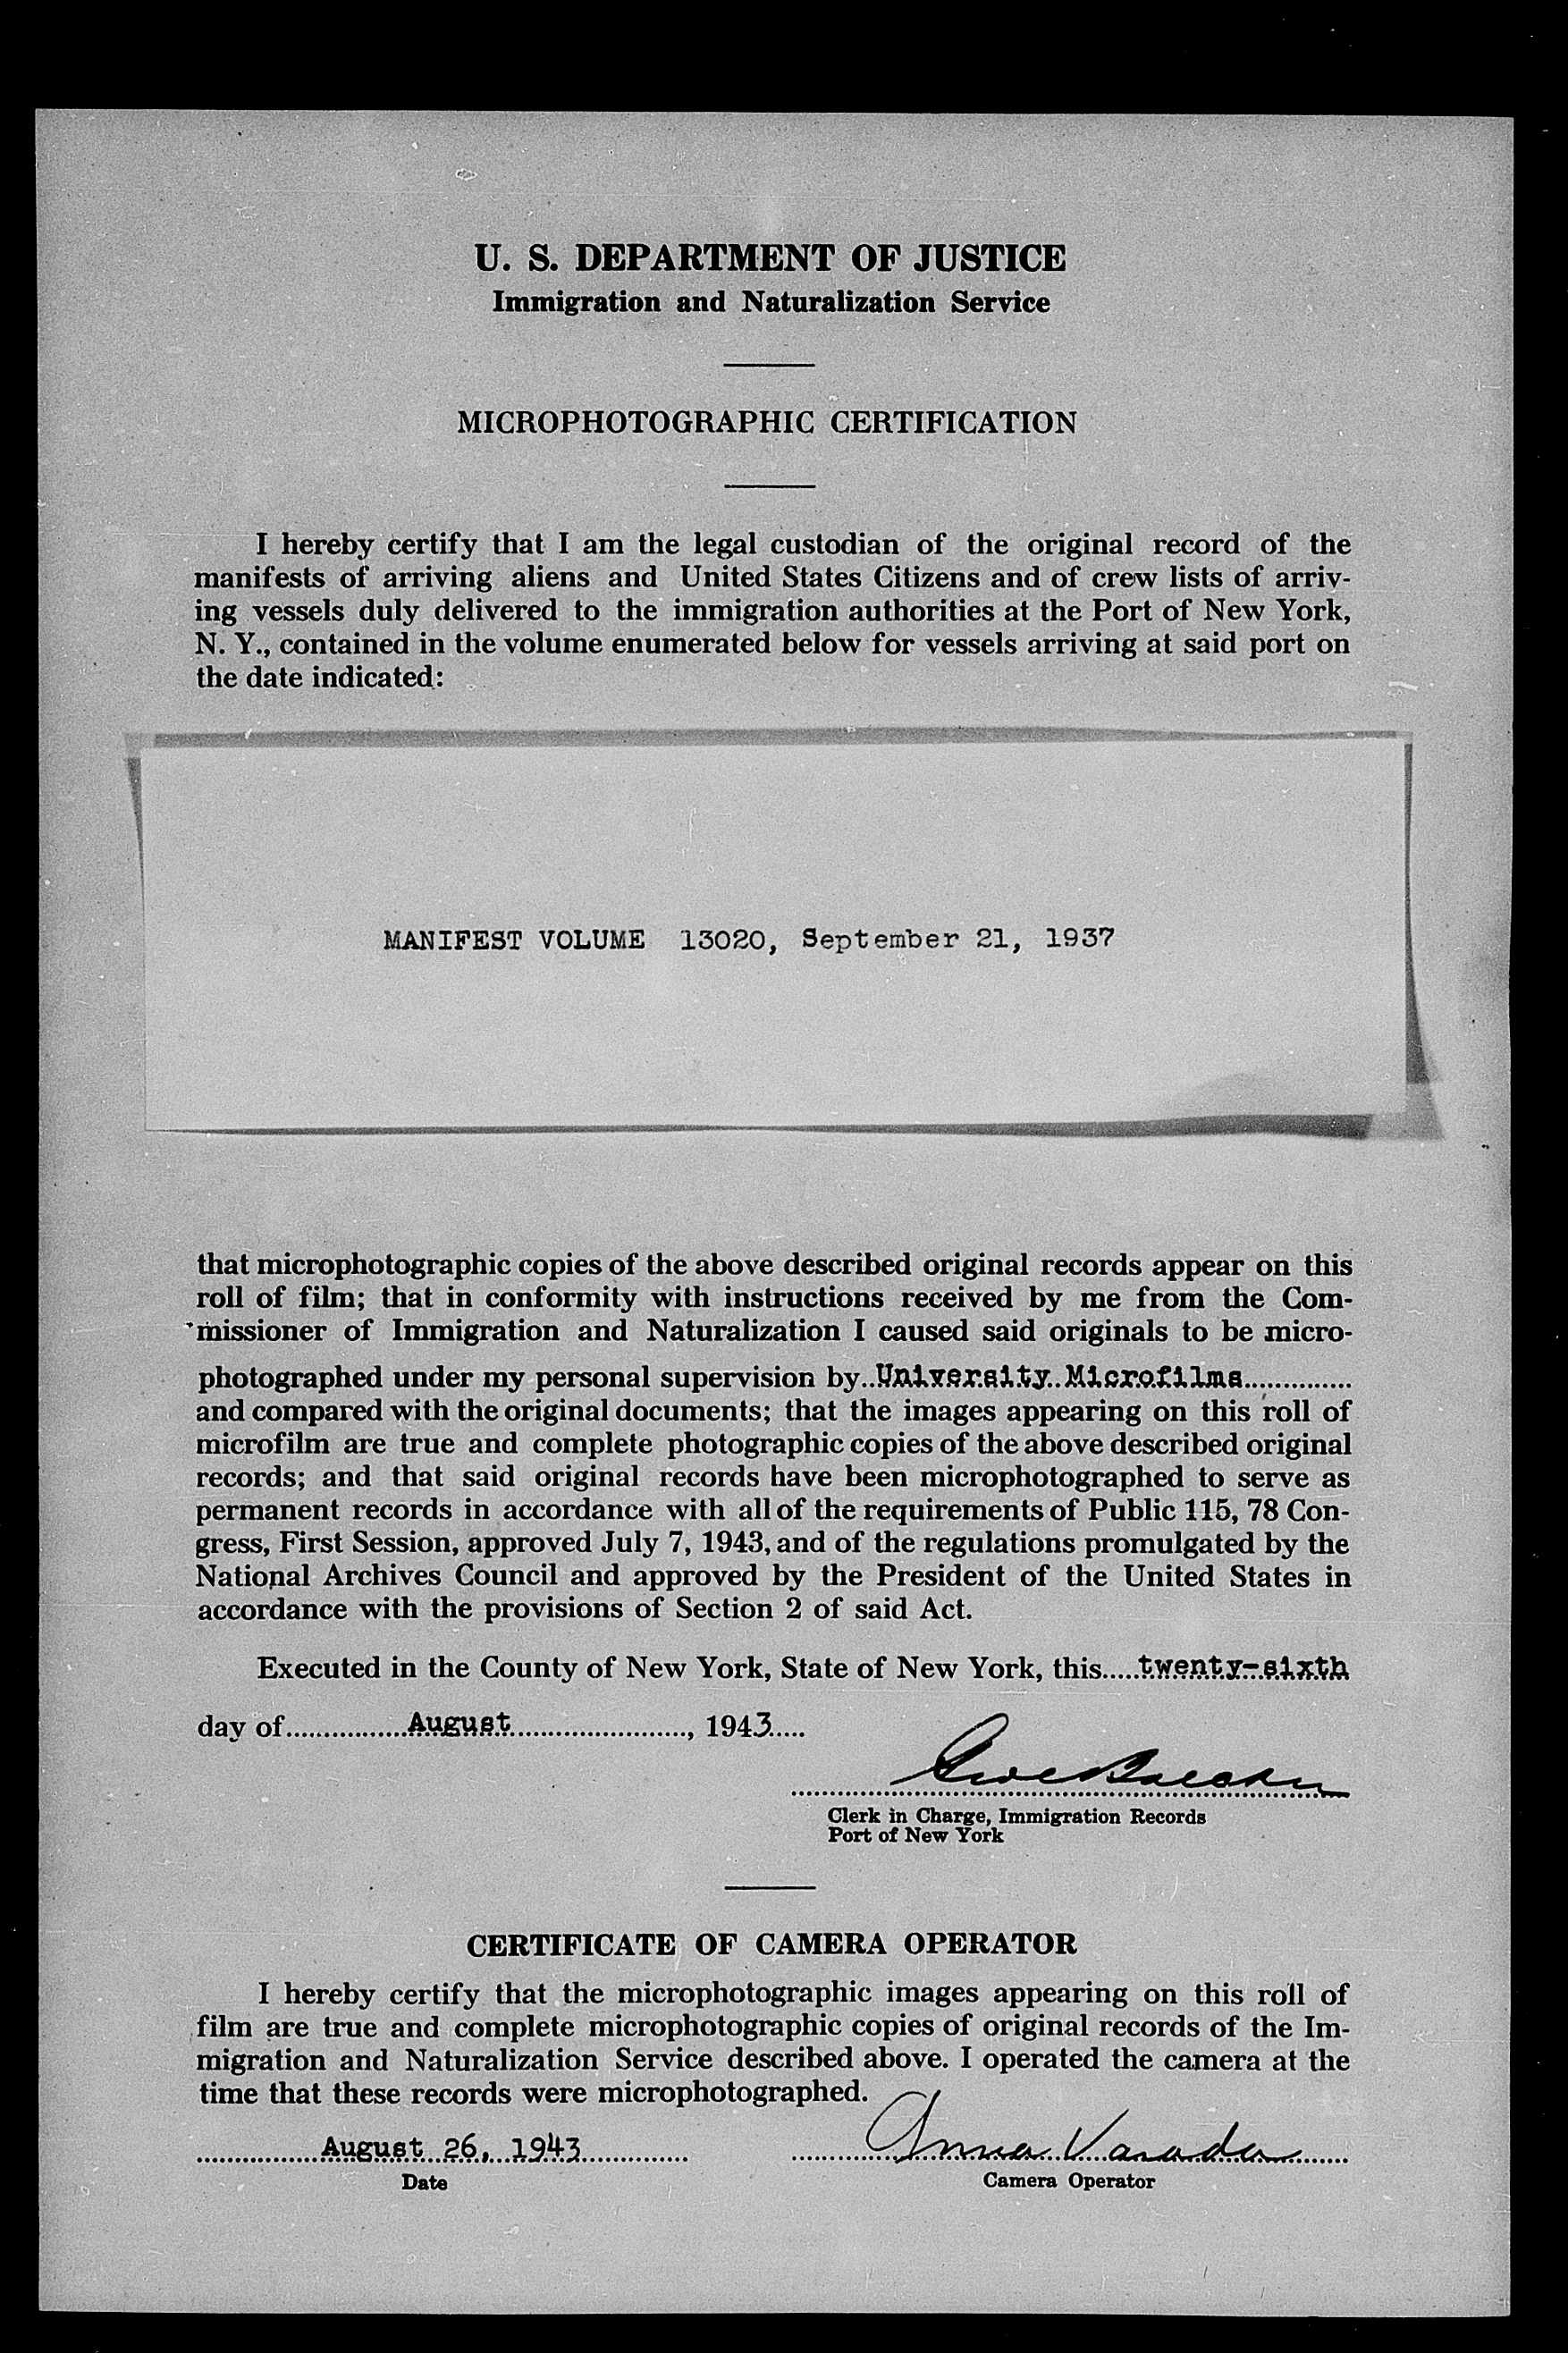 U. S. DEPARTMENT OF JUSTICE
Immigration and Naturalization Service
MICROPHOTOGRAPHIC CERTIFICATION
I hereby certify that I am the legal custodian of the original record of the
manifests of arriving aliens and United States Citizens and of crew lists of arriv-
ing vessels duly delivered to the immigration authorities at the Port of New York,
N. Y., contained in the volume enumerated below for vessels arriving at said port on
the date indicated:
MANIFEST VOLUME 13020, September 21, 1937
that microphotographic copies of the above described original records appear on this
roll of film; that in conformity with instructions received by me from the Com-
missioner of Immigration and Naturalization I caused said originals to be micro-
photographed under my personal supervision by..University Microfilms..............
and compared with the original documents; that the images appearing on this roll of
microfilm are true and complete photographic copies of the above described original
records; and that said original records have been microphotographed to serve as
permanent records in accordance with all of the requirements of Public 115, 78 Con-
gress, First Session, approved July 7, 1943, and of the regulations promulgated by the
National Archives Council and approved by the President of the United States in
accordance with the provisions of Section 2 of said Act.
Executed in the County of New York, State of New York, this.....twenty-sixth
day of................August........................, 1943.....
Clerk in Charge, Immigration Records
Port of New York
CERTIFICATE OF CAMERA OPERATOR
I hereby certify that the microphotographic images appearing on this roll of
film are true and complete microphotographic copies of original records of the Im-
migration and Naturalization Service described above. I operated the camera at the
time that these records were microphotographed.
August 26, 1943 Anna Varada
Date Camera Operator